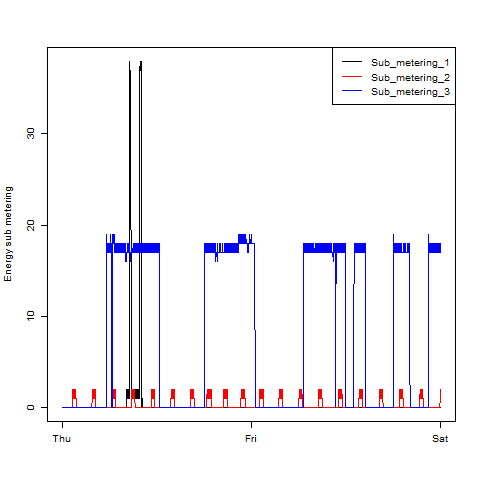 Sub_metering_1
Sub_metering_2
Sub_metering_3
Energy sub metering
30
20
10
0
Thu Fri Sat